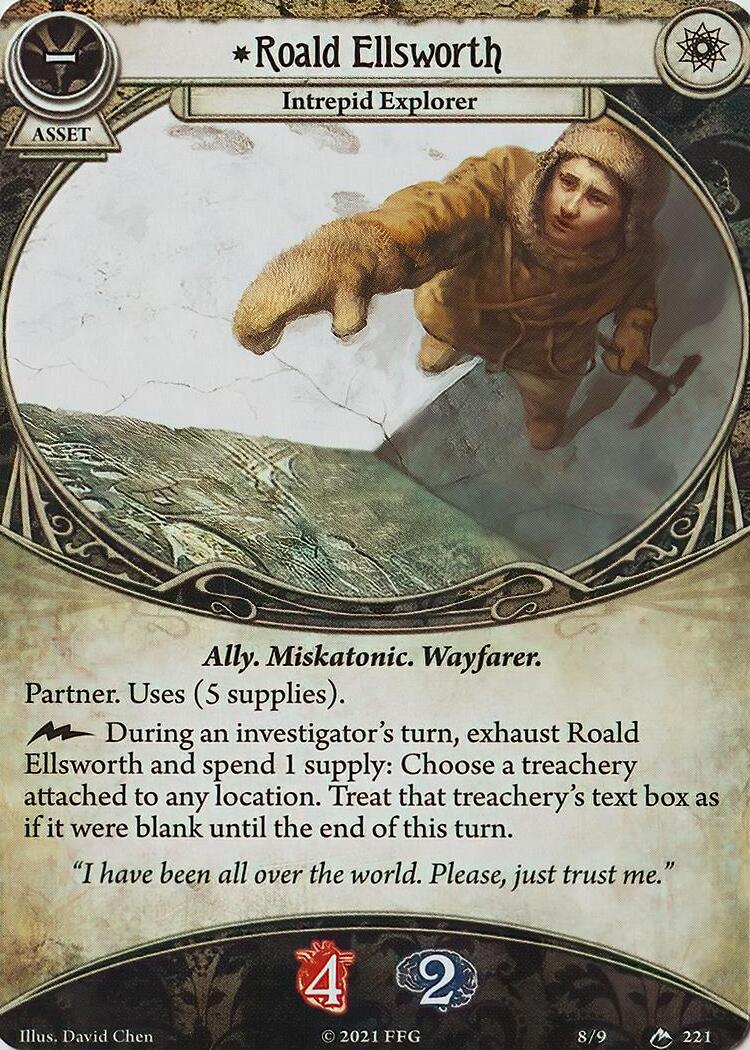 Roald Ellsworth
Intrepid Explorer
ASSET
Ally. Miskatonic. Wayfarer.
Partner. Uses (5 supplies).
During an investigator's turn, exhaust Roald
Ellsworth and spend 1 supply: Choose a treachery
attached to any location. Treat that treachery's text box as
if it were blank until the end of this turn.
“I have been all over the world. Please, just trust me.”
4 2
Illus. David Chen © 2021 FFG 8/9 221